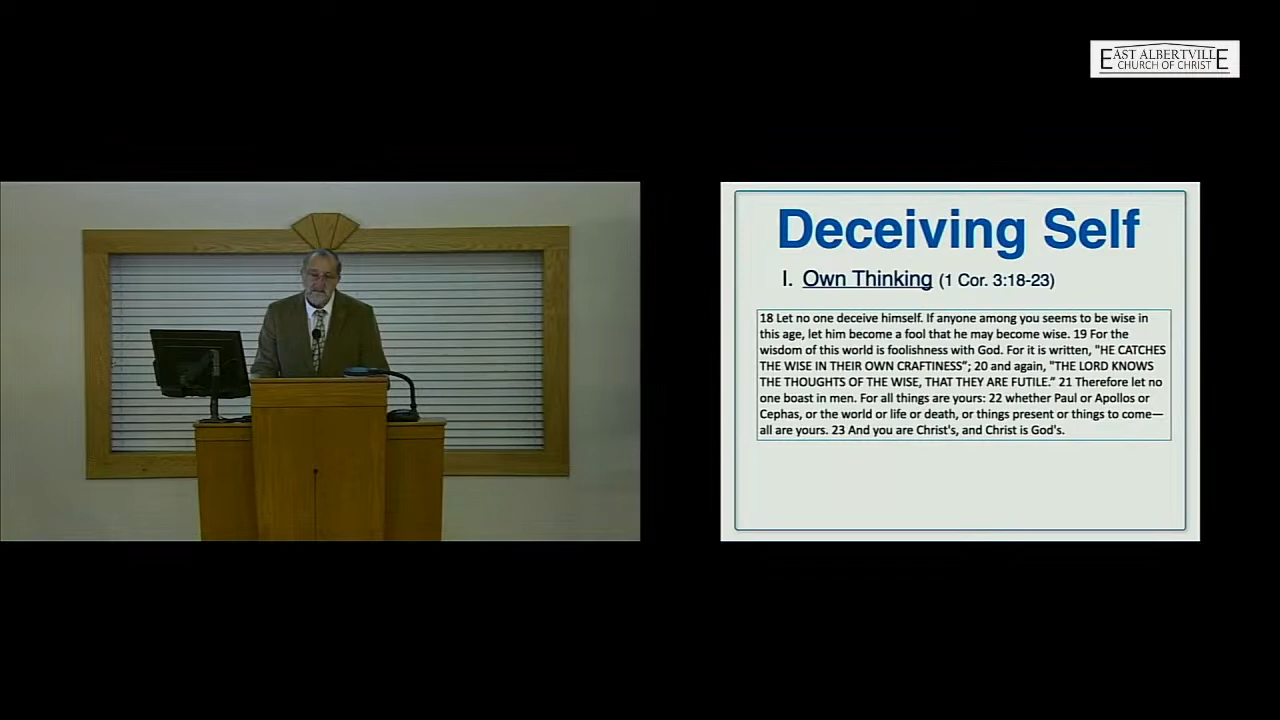 EAST ALBERTVILLE
CHURCH OF CHRIST
Deceiving Self
I. Own Thinking (1 Cor. 3:18-23)
18 Let no one deceive himself. If anyone among you seems to be wise in
this age, let him become a fool that he may become wise. 19 For the
wisdom of this world is foolishness with God. For it is written, "HE CATCHES
THE WISE IN THEIR OWN CRAFTINESS"; 20 and again, "THE LORD KNOWS
THE THOUGHTS OF THE WISE, THAT THEY ARE FUTILE." 21 Therefore let no
one boast in men. For all things are yours: 22 whether Paul or Apollos or
Cephas, or the world or life or death, or things present or things to come—
all are yours. 23 And you are Christ's, and Christ is God's.